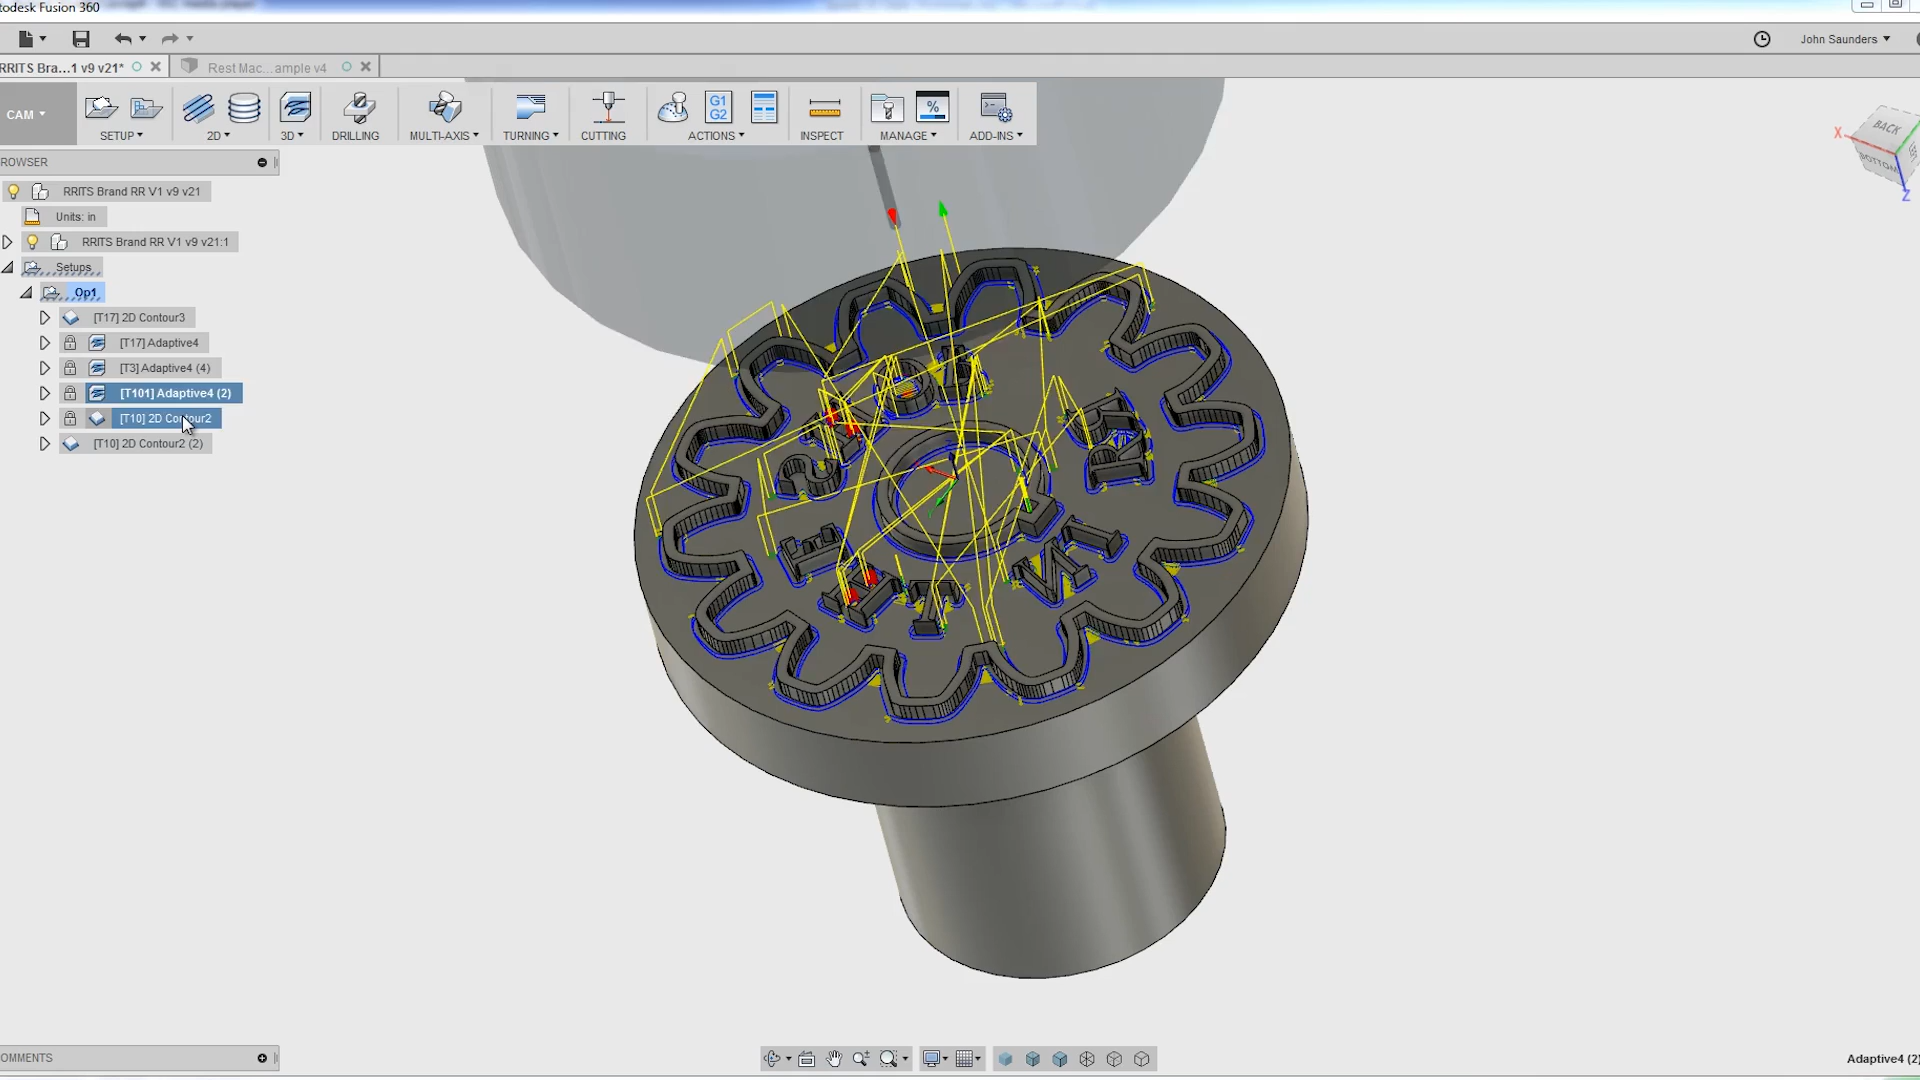 todesk Fusion 360
John Saunders
RRITS Bra...1 v9 v21*
Rest Mac...ample v4
CAM
G1
G2
%
SETUP
2D
3D
DRILLING
MULTI-AXIS
TURNING
CUTTING
ACTIONS
INSPECT
MANAGE
ADD-INS
X
BACK
BOTTOM
Z
ROWSER
RRITS Brand RR V1 v9 v21
Units: in
RRITS Brand RR V1 v9 v21:1
Setups
Op1
[T17] 2D Contour3
[T17] Adaptive4
[T3] Adaptive4 (4)
[T101] Adaptive4 (2)
[T10] 2D Contour2
[T10] 2D Contour2 (2)
OMMENTS
Adaptive4 (2)